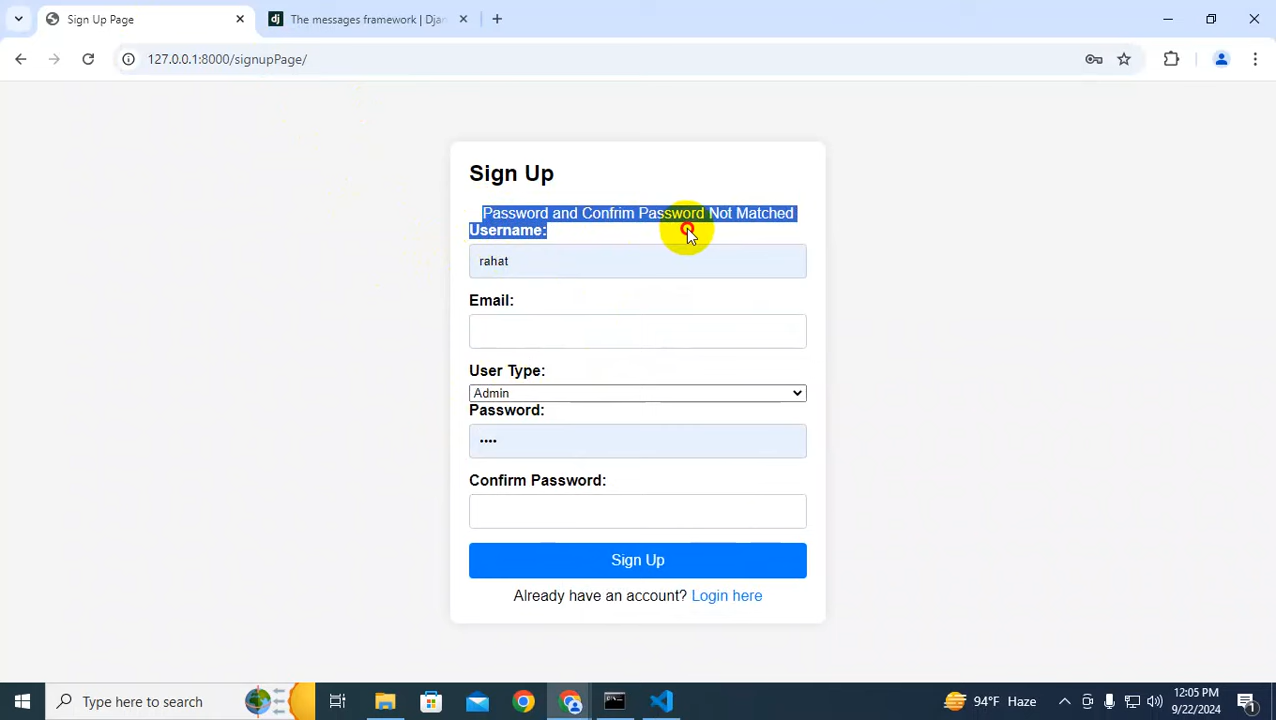 Sign Up Page
The messages framework | Djan
127.0.0.1:8000/signupPage/
Sign Up
Password and Confrim Password Not Matched
Username:
rahat
Email:
User Type:
Admin
Password:
••••
Confirm Password:
Sign Up
Already have an account? Login here
Type here to search
94°F Haze
12:05 PM
9/22/2024
1